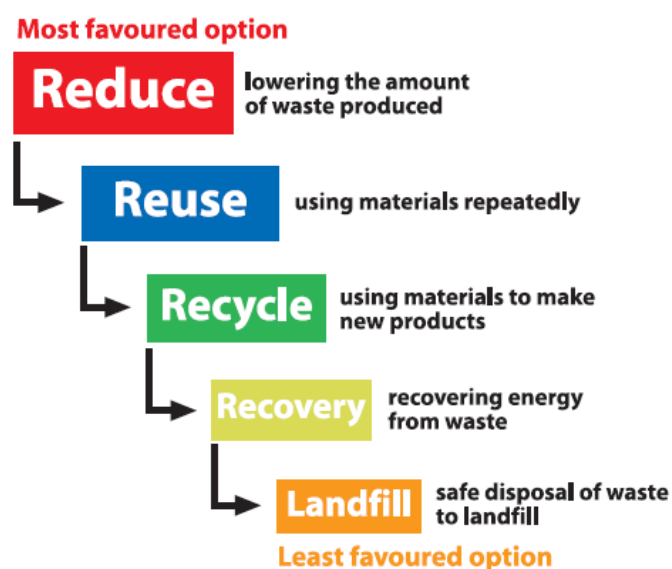 Most favoured option
Reduce
lowering the amount
of waste produced
Reuse
using materials repeatedly
Recycle
using materials to make
new products
Recovery
recovering energy
from waste
Landfill
safe disposal of waste
to landfill
Least favoured option